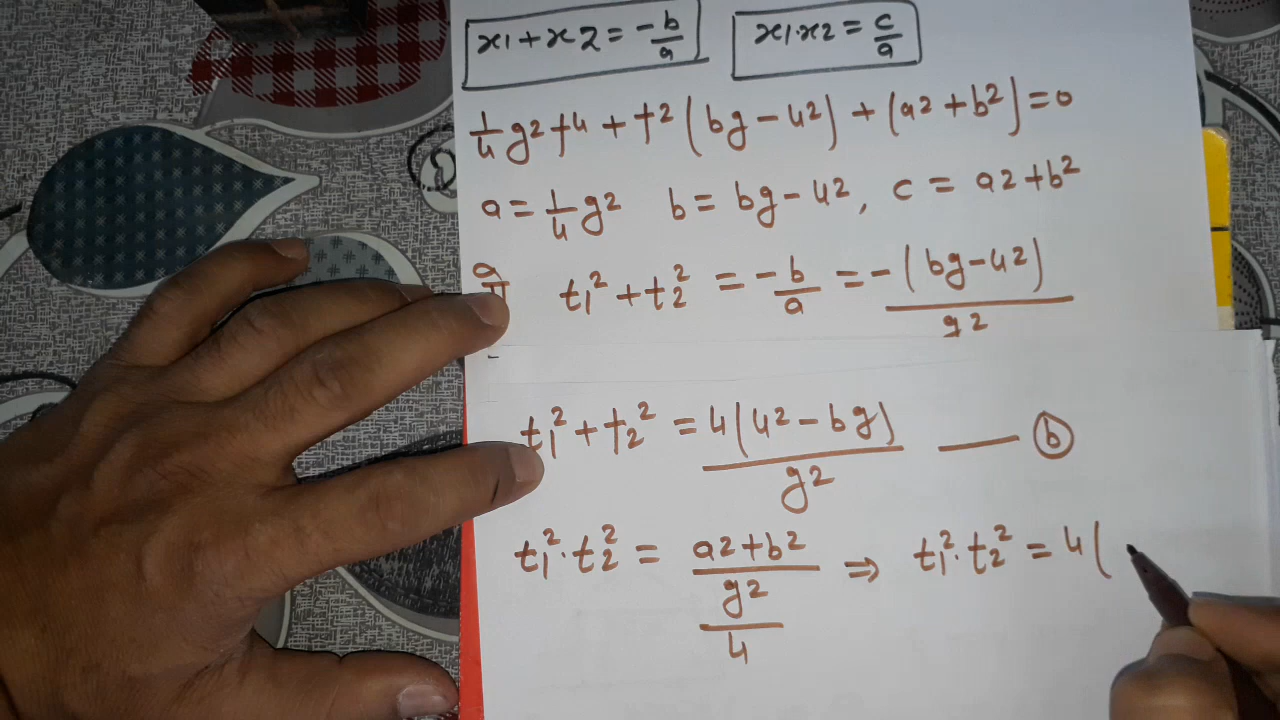 x1+x2=-b/a x1.x2=c/a
1/4 g2t4 + t2(bg-u2) + (a2+b2)=0
a=1/4 g2 b=bg-u2, c=a2+b2
t1²+t2² = -b/a = -(bg-u2)/g2
t1²+t2² = 4(u2-bg)/g2 —— b
t1².t2² = a2+b2/g2/4 ⇒ t1².t2² = 4(